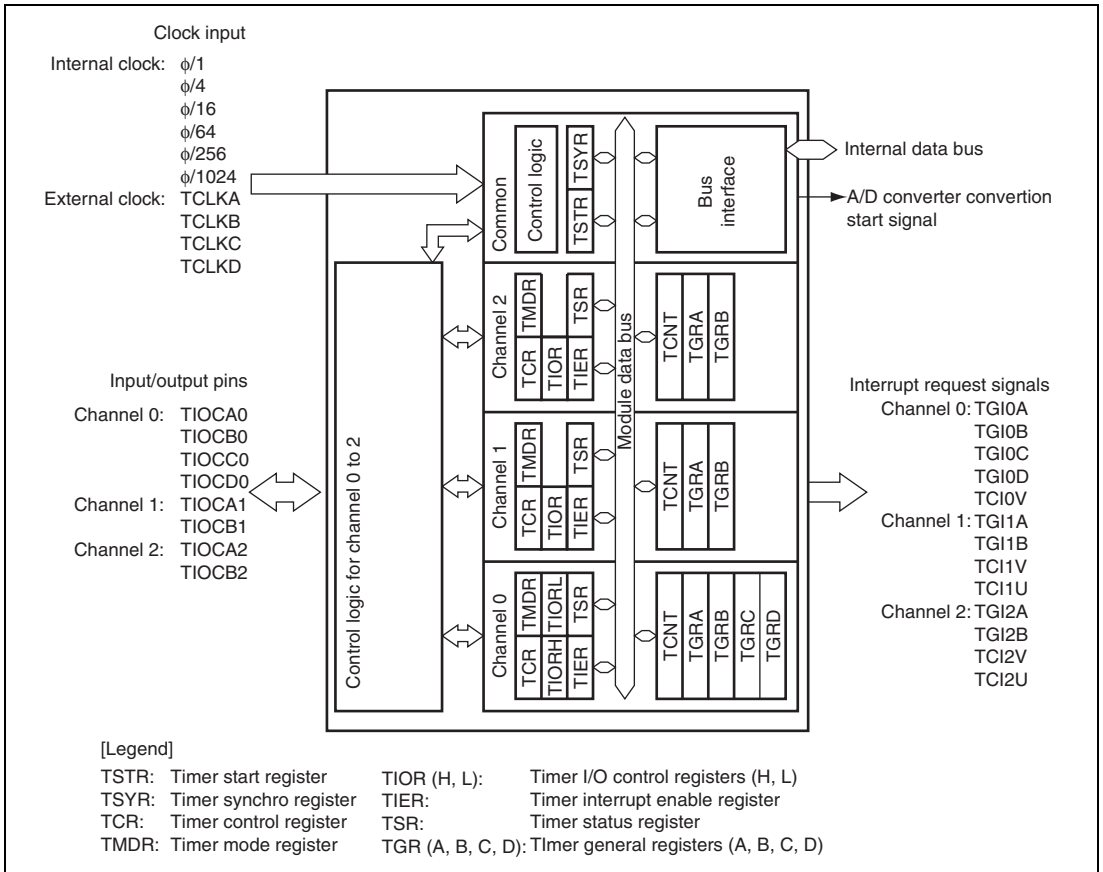 Clock input
Internal clock: ϕ/1
ϕ/4
ϕ/16
ϕ/64
ϕ/256
ϕ/1024
External clock: TCLKA
TCLKB
TCLKC
TCLKD
Input/output pins
Channel 0: TIOCA0
TIOCB0
TIOCC0
TIOCD0
Channel 1: TIOCA1
TIOCB1
Channel 2: TIOCA2
TIOCB2
Control logic for channel 0 to 2
Common
Control logic
TSTR TSYR
Bus
interface
Channel 2
TCR TMDR
TIOR
TIER TSR
TCNT
TGRA
TGRB
Channel 1
TCR TMDR
TIOR
TIER TSR
TCNT
TGRA
TGRB
Channel 0
TCR TMDR
TIORH TIORL
TIER TSR
TCNT
TGRA
TGRB
TGRC
TGRD
Module data bus
Internal data bus
A/D converter convertion
start signal
Interrupt request signals
Channel 0: TGI0A
TGI0B
TGI0C
TGI0D
TCI0V
Channel 1: TGI1A
TGI1B
TCI1V
TCI1U
Channel 2: TGI2A
TGI2B
TCI2V
TCI2U
[Legend]
TSTR: Timer start register
TSYR: Timer synchro register
TCR: Timer control register
TMDR: Timer mode register
TIOR (H, L): Timer I/O control registers (H, L)
TIER: Timer interrupt enable register
TSR: Timer status register
TGR (A, B, C, D): TImer general registers (A, B, C, D)